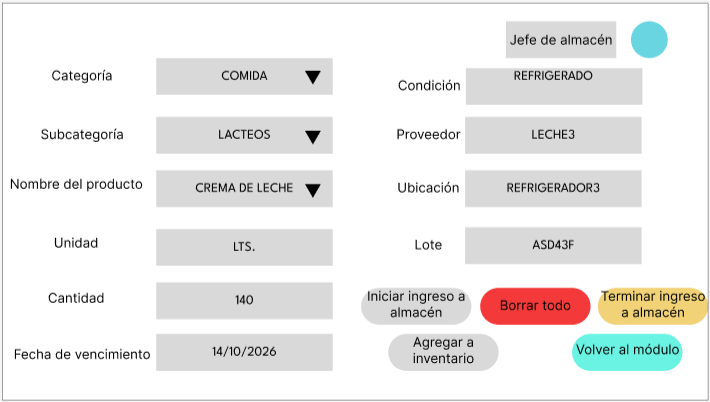 Jefe de almacén
Categoría
COMIDA
Condición
REFRIGERADO
Subcategoría
LACTEOS
Proveedor
LECHE3
Nombre del producto
CREMA DE LECHE
Ubicación
REFRIGERADOR3
Unidad
LTS.
Lote
ASD43F
Cantidad
140
Iniciar ingreso a
almacén
Borrar todo
Terminar ingreso
a almacén
Fecha de vencimiento
14/10/2026
Agregar a
inventario
Volver al módulo